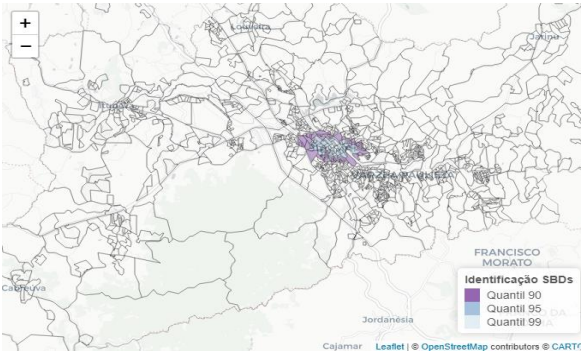 +
−
Louveira
Jarinu
Itupeva
VÁRZEA PAULISTA
FRANCISCO
MORATO
Cabreúva
Identificação SBDs
Quantil 90
Quantil 95
Quantil 99
Jordanésia
Cajamar
Leaflet | © OpenStreetMap contributors © CARTO